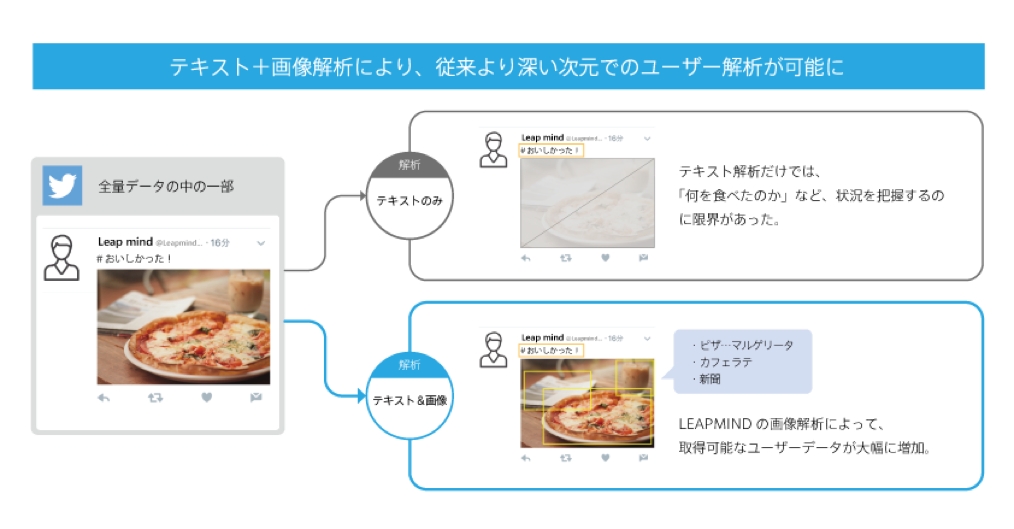 テキスト＋画像解析により、従来より深い次元でのユーザー解析が可能に
全量データの中の一部
Leap mind @Leapmind... · 16分
# おいしかった！
解析
テキストのみ
Leap mind @Leapmind... · 16分
# おいしかった！
テキスト解析だけでは、
「何を食べたのか」など、状況を把握するの
に限界があった。
解析
テキスト＆画像
Leap mind @Leapmind... · 16分
# おいしかった！
・ピザ…マルゲリータ
・カフェラテ
・新聞
LEAPMIND の画像解析によって、
取得可能なユーザーデータが大幅に増加。